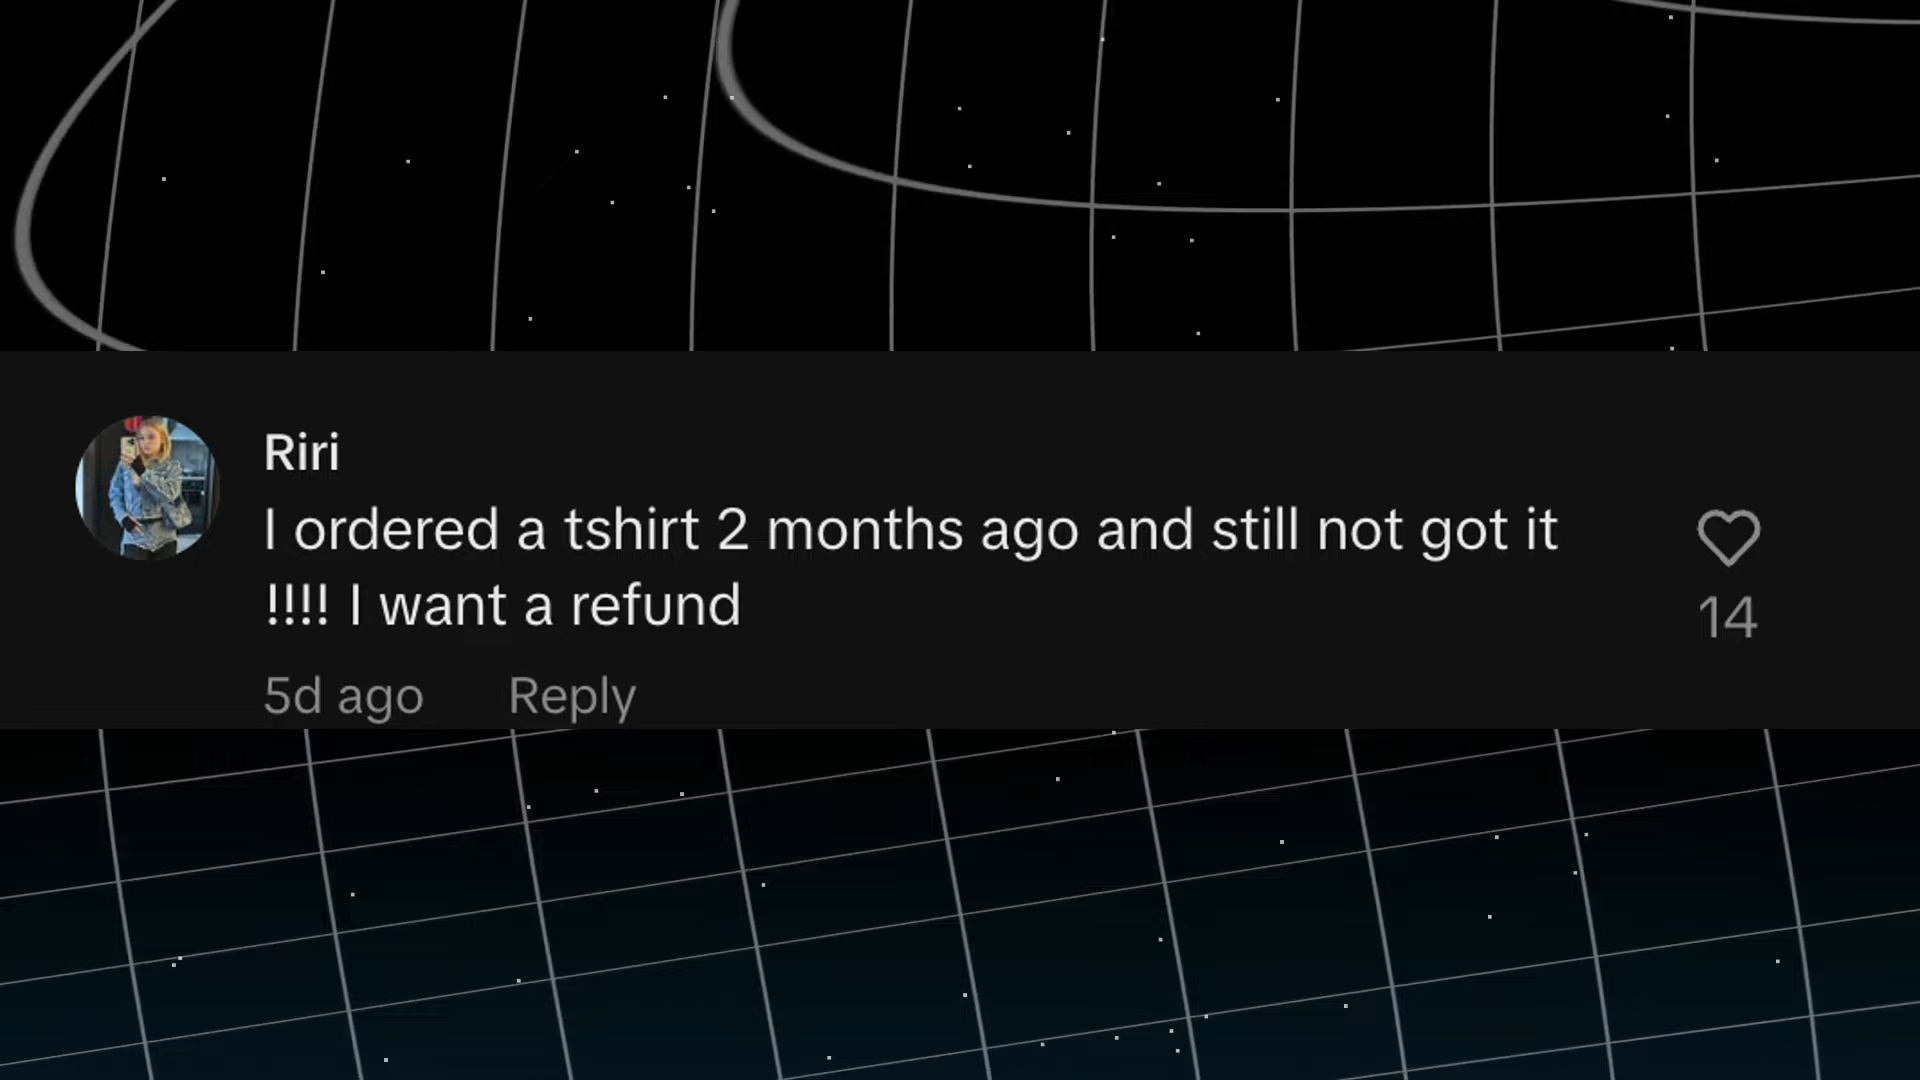 Riri
I ordered a tshirt 2 months ago and still not got it
!!!! I want a refund
14
5d ago Reply